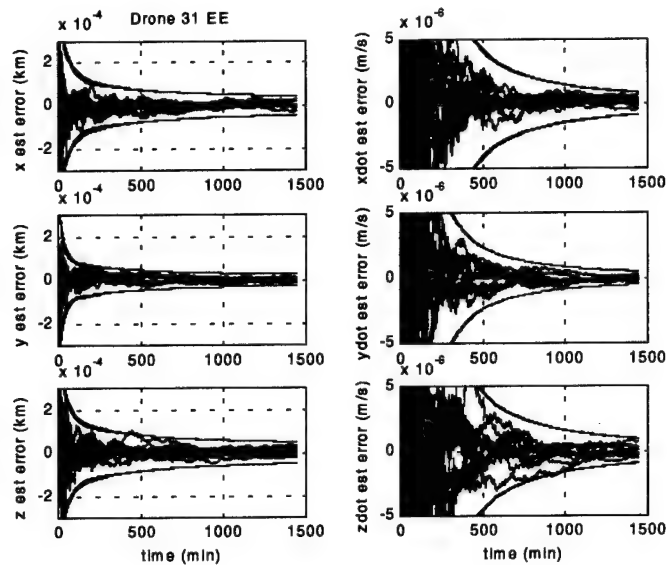 x 10⁻⁴ Drone 31 EE
x est error (km)
2
0
-2
0 500 1000 1500
x 10⁻⁶
xdot est error (m/s)
5
0
-5
0 500 1000 1500
x 10⁻⁴
y est error (km)
2
0
-2
0 500 1000 1500
x 10⁻⁶
ydot est error (m/s)
5
0
-5
0 500 1000 1500
x 10⁻⁴
z est error (km)
2
0
-2
0 500 1000 1500
time (min)
x 10⁻⁶
zdot est error (m/s)
5
0
-5
0 500 1000 1500
time (min)